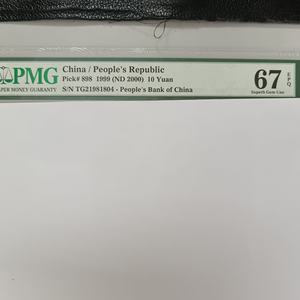 PMG
PAPER MONEY GUARANTY
China / People's Republic
Pick# 898 1999 (ND 2000) 10 Yuan
S/N TG21981804 - People's Bank of China
67 EPQ
Superb Gem Unc